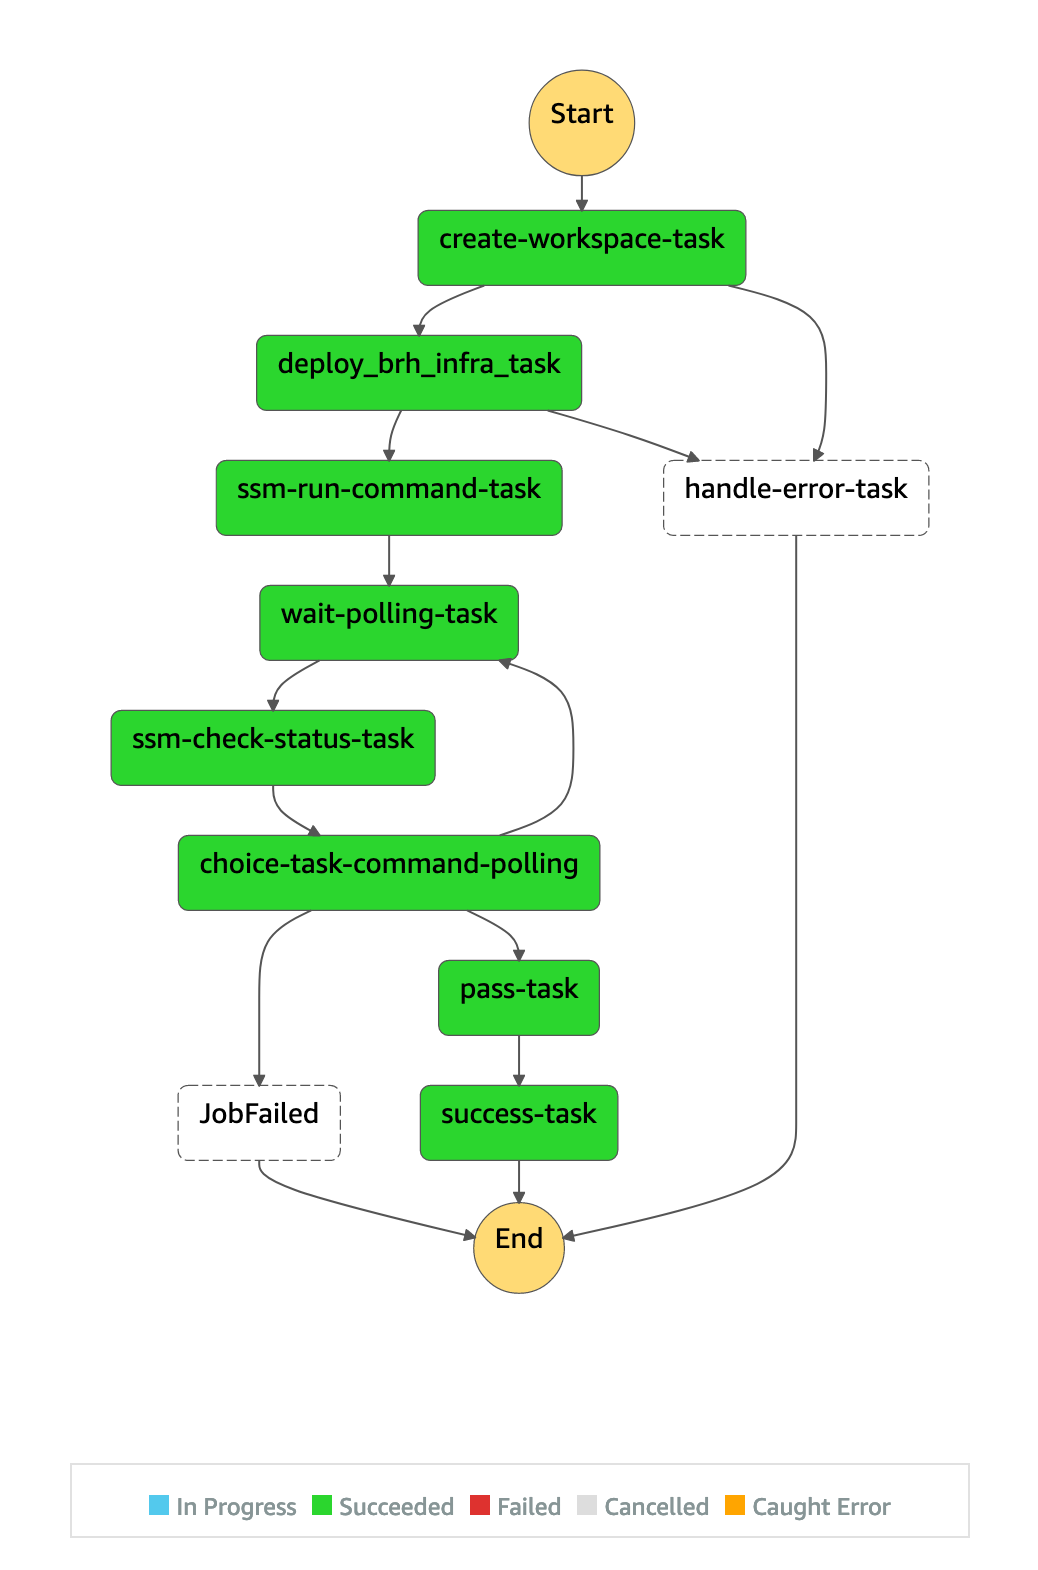 Start
create-workspace-task
deploy_brh_infra_task
ssm-run-command-task
handle-error-task
wait-polling-task
ssm-check-status-task
choice-task-command-polling
pass-task
JobFailed
success-task
End
In Progress
Succeeded
Failed
Cancelled
Caught Error